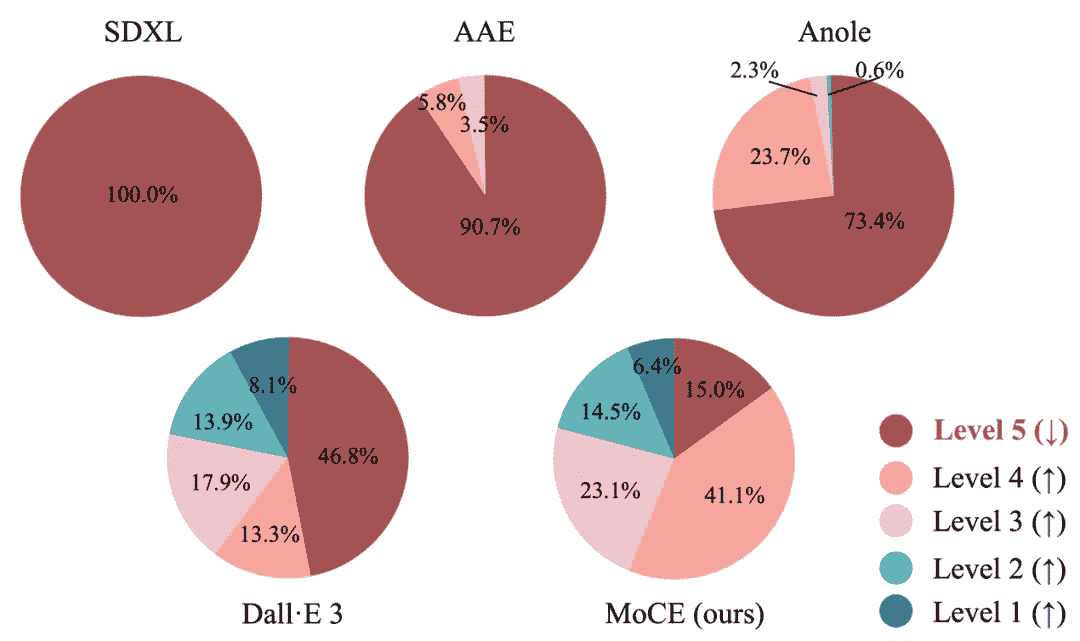 SDXL
AAE
Anole
100.0%
5.8%
3.5%
90.7%
2.3%
0.6%
23.7%
73.4%
8.1%
13.9%
46.8%
17.9%
13.3%
Dall·E 3
6.4%
15.0%
14.5%
23.1%
41.1%
MoCE (ours)
Level 5 (↓)
Level 4 (↑)
Level 3 (↑)
Level 2 (↑)
Level 1 (↑)